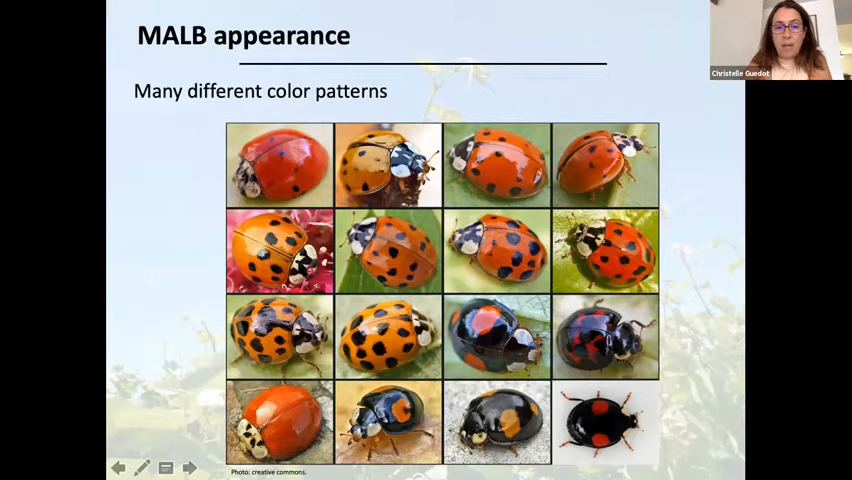 MALB appearance
Christelle Guedot
Many different color patterns
Photo: creative commons.